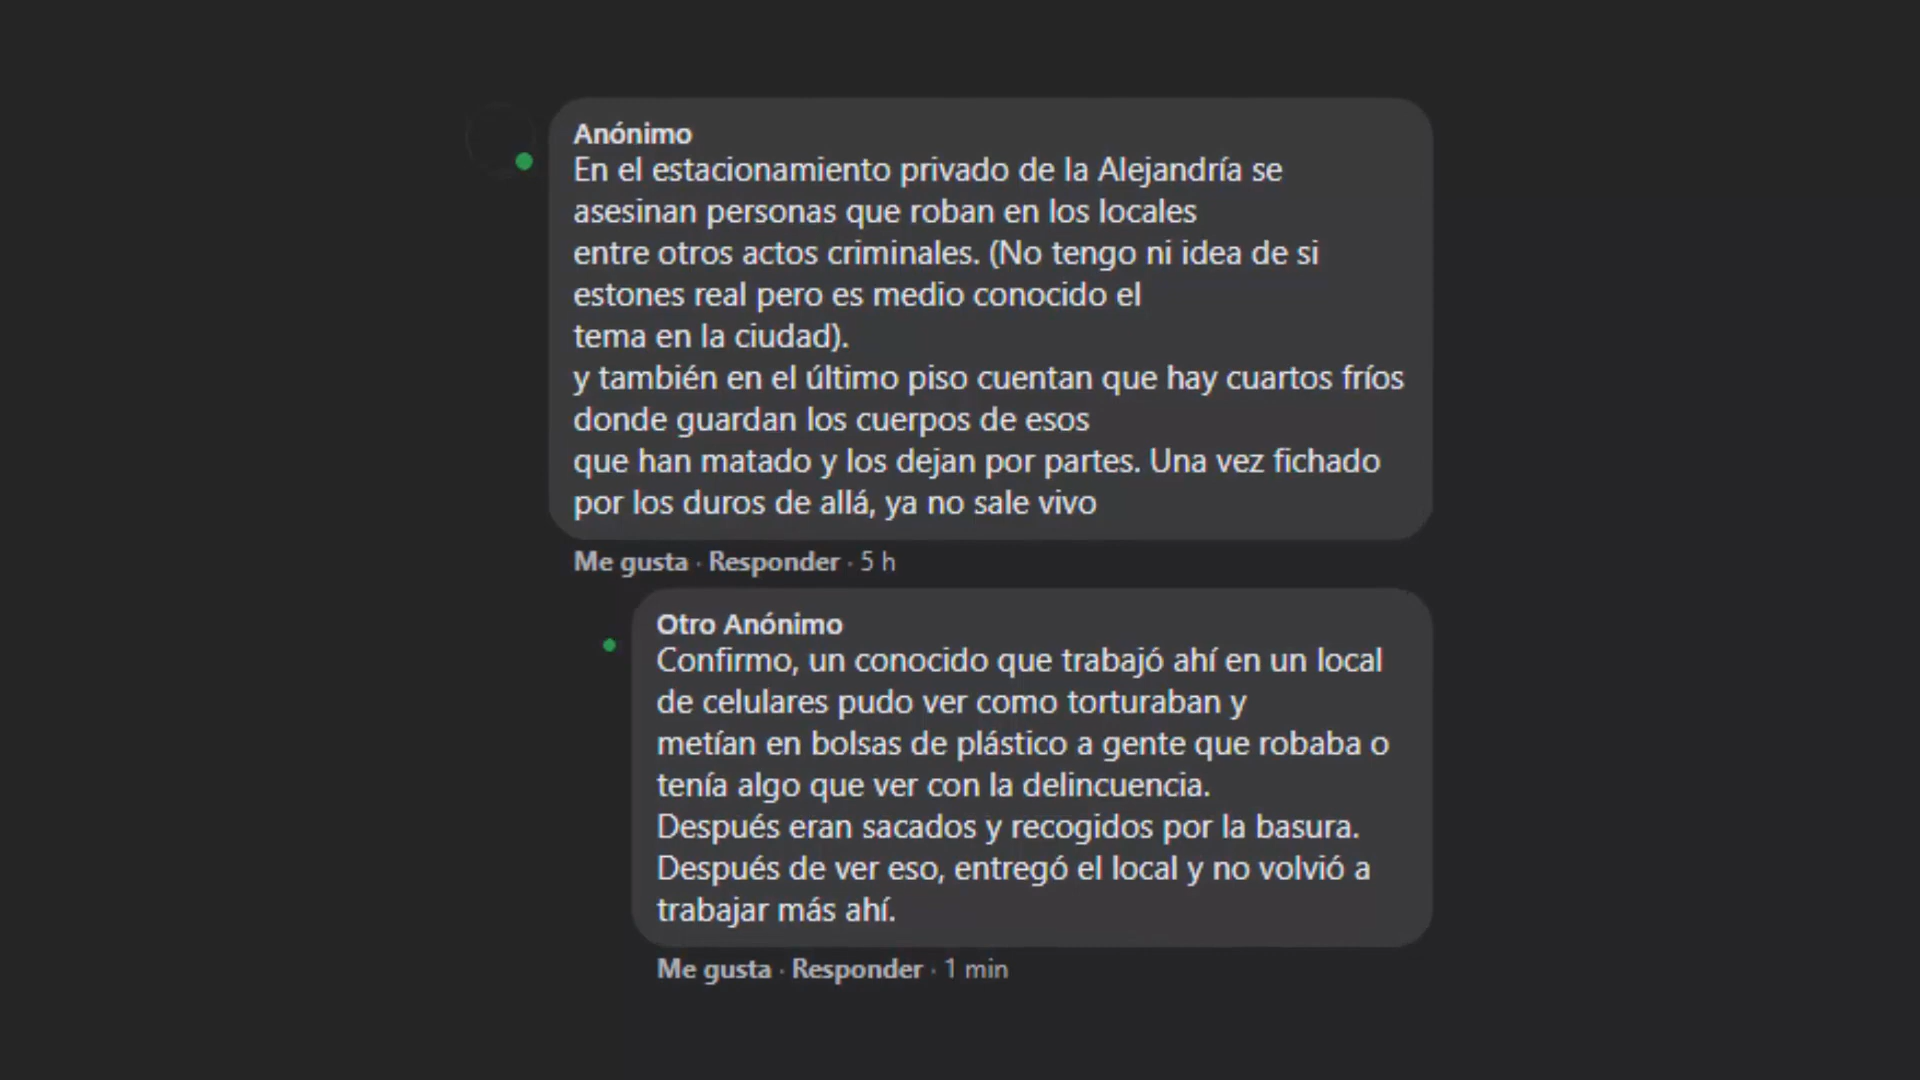 Anónimo
En el estacionamiento privado de la Alejandría se
asesinan personas que roban en los locales
entre otros actos criminales. (No tengo ni idea de si
estones real pero es medio conocido el
tema en la ciudad).
y también en el último piso cuentan que hay cuartos fríos
donde guardan los cuerpos de esos
que han matado y los dejan por partes. Una vez fichado
por los duros de allá, ya no sale vivo
Me gusta · Responder · 5 h
Otro Anónimo
Confirmo, un conocido que trabajó ahí en un local
de celulares pudo ver como torturaban y
metían en bolsas de plástico a gente que robaba o
tenía algo que ver con la delincuencia.
Después eran sacados y recogidos por la basura.
Después de ver eso, entregó el local y no volvió a
trabajar más ahí.
Me gusta · Responder · 1 min